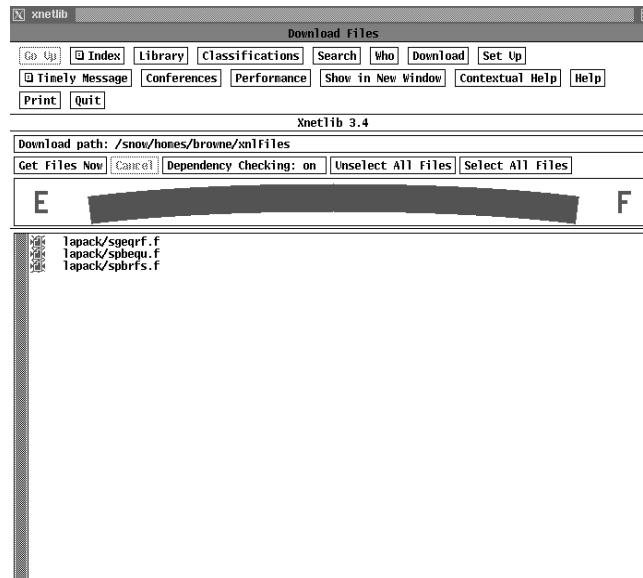 xnetlib
Download Files
Go Up Index Library Classifications Search Who Download Set Up
Timely Message Conferences Performance Show in New Window Contextual Help Help
Print Quit
Xnetlib 3.4
Download path: /snow/homes/browne/xnlFiles
Get Files Now Cancel Dependency Checking: on Unselect All Files Select All Files
E F
lapack/sgeqrf.f
lapack/spbequ.f
lapack/spbrfs.f